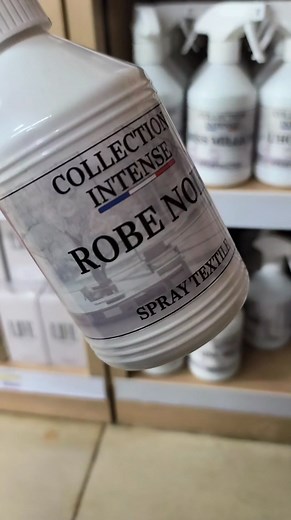 COLLECTION
INTENSE
ROBE NO
SPRAY TEXTILE